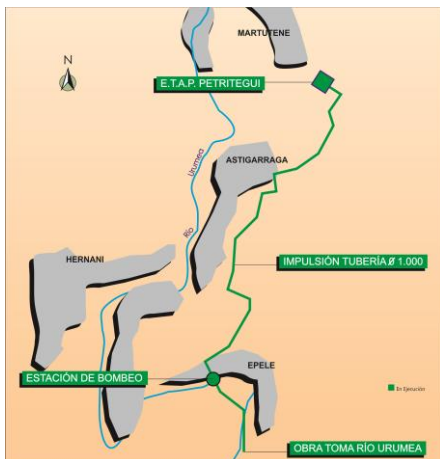 MARTUTENE
N
E.T.A.P. PETRITEGUI
Urumea
ASTIGARRAGA
Río
HERNANI
IMPULSIÓN TUBERÍA Ø 1.000
EPELE
ESTACIÓN DE BOMBEO
En Ejecución
OBRA TOMA RÍO URUMEA